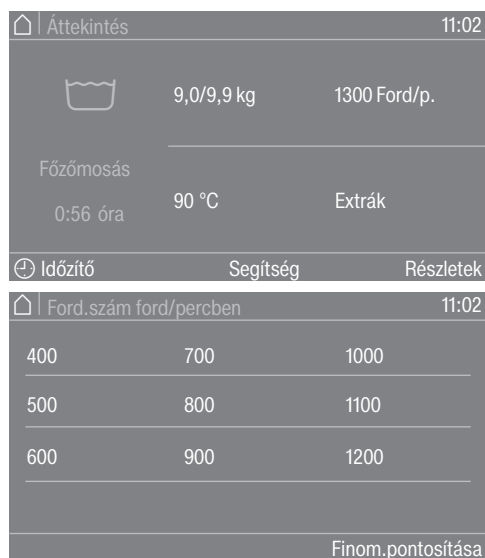 Áttekintés 11:02
9,0/9,9 kg 1300 Ford/p.
Főzőmosás
0:56 óra
90 °C Extrák
Időzítő Segítség Részletek
Ford.szám ford/percben 11:02
400 700 1000
500 800 1100
600 900 1200
Finom.pontosítása